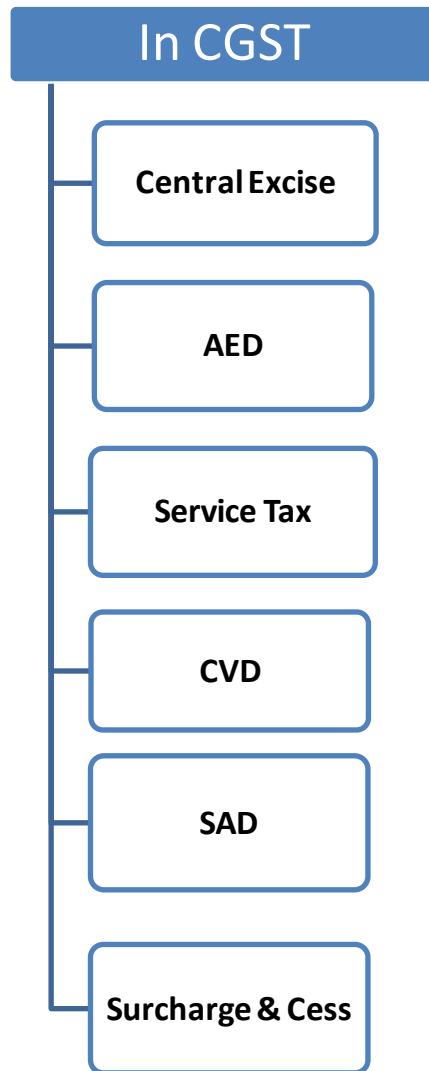 In CGST
Central Excise
AED
Service Tax
CVD
SAD
Surcharge & Cess